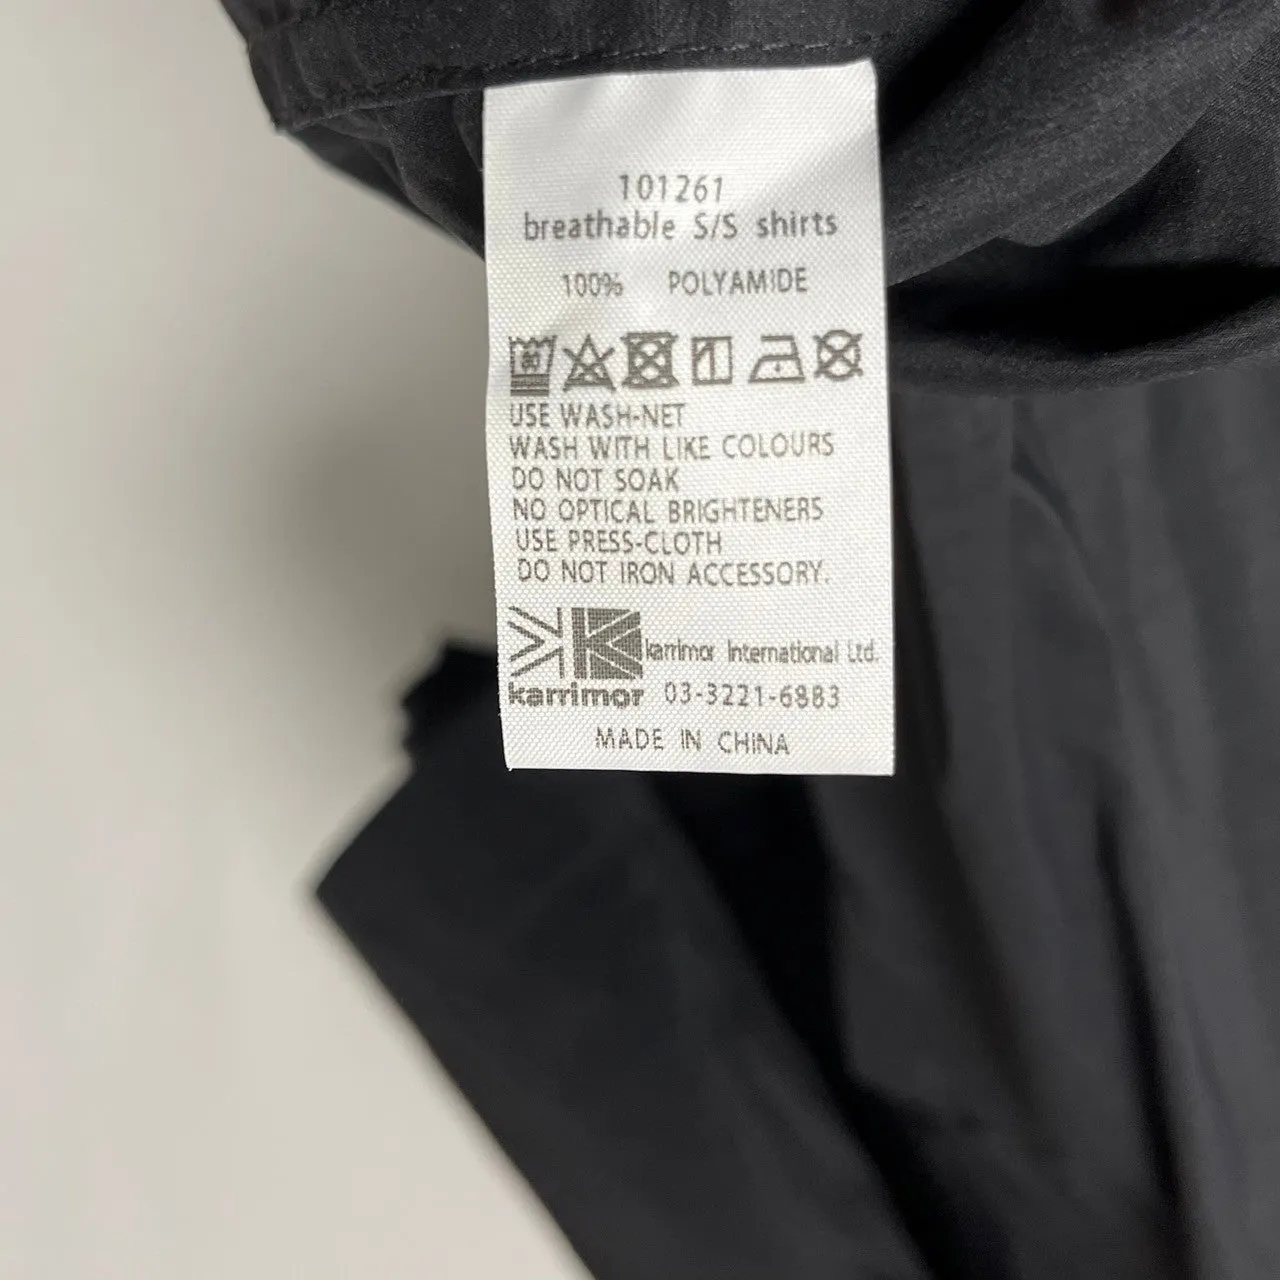 101261
breathable S/S shirts
100% POLYAMIDE
USE WASH-NET
WASH WITH LIKE COLOURS
DO NOT SOAK
NO OPTICAL BRIGHTENERS
USE PRESS-CLOTH
DO NOT IRON ACCESSORY.
karrimor International Ltd.
karrimor 03-3221-6883
MADE IN CHINA